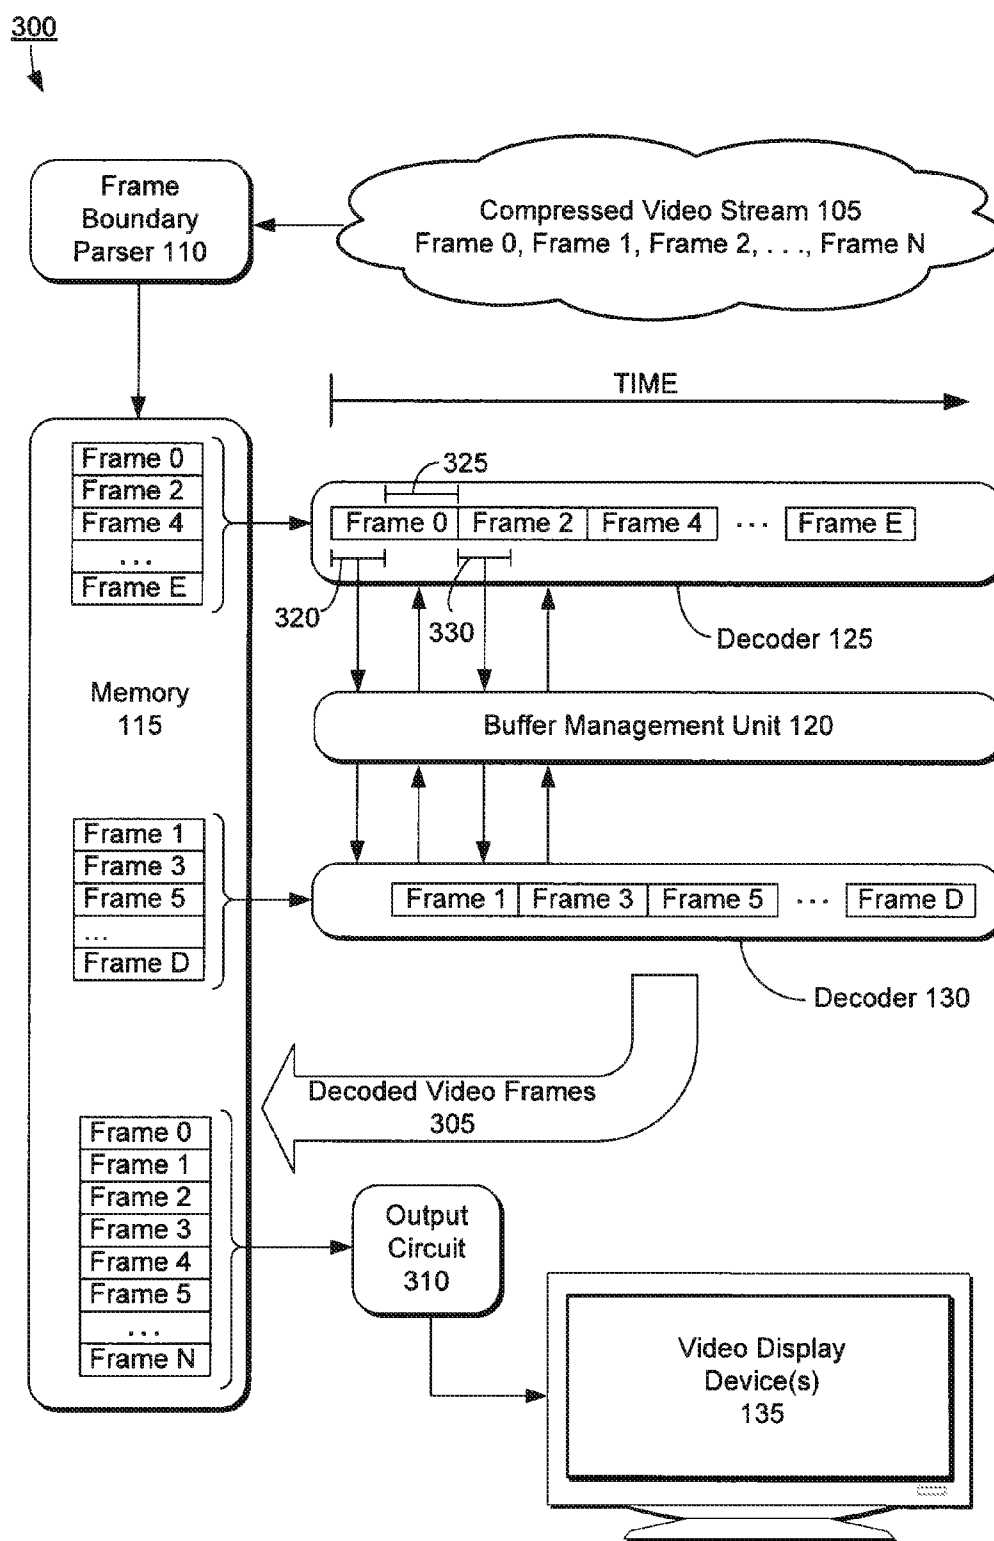 300
Frame
Boundary
Parser 110
Compressed Video Stream 105
Frame 0, Frame 1, Frame 2, . . ., Frame N
TIME
Frame 0
Frame 2
Frame 4
...
Frame E
325
Frame 0 Frame 2 Frame 4 ... Frame E
320
330
Decoder 125
Memory
115
Buffer Management Unit 120
Frame 1
Frame 3
Frame 5
...
Frame D
Frame 1 Frame 3 Frame 5 ... Frame D
Decoder 130
Decoded Video Frames
305
Frame 0
Frame 1
Frame 2
Frame 3
Frame 4
Frame 5
...
Frame N
Output
Circuit
310
Video Display
Device(s)
135